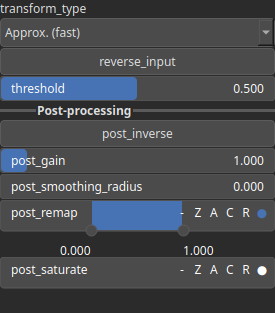 transform_type
Approx. (fast)
reverse_input
threshold 0.500
Post-processing
post_inverse
post_gain 1.000
post_smoothing_radius 0.000
post_remap - Z A C R
0.000 1.000
post_saturate - Z A C R